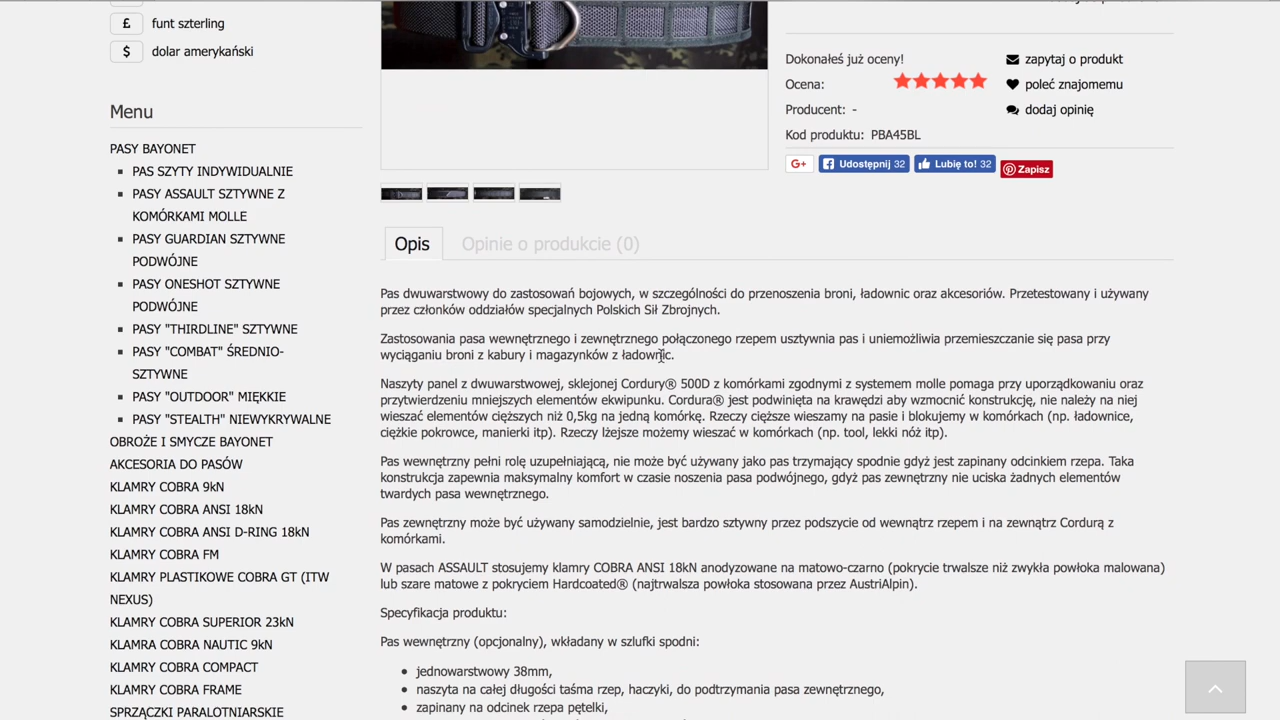 £ funt szterling
$ dolar amerykański
Menu
PASY BAYONET
PAS SZYTY INDYWIDUALNIE
PASY ASSAULT SZTYWNE Z
KOMÓRKAMI MOLLE
PASY GUARDIAN SZTYWNE
PODWÓJNE
PASY ONESHOT SZTYWNE
PODWÓJNE
PASY "THIRDLINE" SZTYWNE
PASY "COMBAT" ŚREDNIO-
SZTYWNE
PASY "OUTDOOR" MIĘKKIE
PASY "STEALTH" NIEWYKRYWALNE
OBROŻE I SMYCZE BAYONET
AKCESORIA DO PASÓW
KLAMRY COBRA 9kN
KLAMRY COBRA ANSI 18kN
KLAMRY COBRA ANSI D-RING 18kN
KLAMRY COBRA FM
KLAMRY PLASTIKOWE COBRA GT (ITW
NEXUS)
KLAMRY COBRA SUPERIOR 23kN
KLAMRA COBRA NAUTIC 9kN
KLAMRY COBRA COMPACT
KLAMRY COBRA FRAME
SPRZĄCZKI PARALOTNIARSKIE
Dokonałeś już oceny!
Ocena:
Producent: -
Kod produktu: PBA45BL
zapytaj o produkt
poleć znajomemu
dodaj opinię
G+ Udostępnij 32 Lubię to! 32 Zapisz
Opis Opinie o produkcie (0)
Pas dwuwarstwowy do zastosowań bojowych, w szczególności do przenoszenia broni, ładownic oraz akcesoriów. Przetestowany i używany
przez członków oddziałów specjalnych Polskich Sił Zbrojnych.
Zastosowania pasa wewnętrznego i zewnętrznego połączonego rzepem usztywnia pas i uniemożliwia przemieszczanie się pasa przy
wyciąganiu broni z kabury i magazynków z ładownic.
Naszyty panel z dwuwarstwowej, sklejonej Cordury® 500D z komórkami zgodnymi z systemem molle pomaga przy uporządkowaniu oraz
przytwierdzeniu mniejszych elementów ekwipunku. Cordura® jest podwinięta na krawędzi aby wzmocnić konstrukcję, nie należy na niej
wieszać elementów cięższych niż 0,5kg na jedną komórkę. Rzeczy cięższe wieszamy na pasie i blokujemy w komórkach (np. ładownice,
ciężkie pokrowce, manierki itp). Rzeczy lżejsze możemy wieszać w komórkach (np. tool, lekki nóż itp).
Pas wewnętrzny pełni rolę uzupełniającą, nie może być używany jako pas trzymający spodnie gdyż jest zapinany odcinkiem rzepa. Taka
konstrukcja zapewnia maksymalny komfort w czasie noszenia pasa podwójnego, gdyż pas zewnętrzny nie uciska żadnych elementów
twardych pasa wewnętrznego.
Pas zewnętrzny może być używany samodzielnie, jest bardzo sztywny przez podszycie od wewnątrz rzepem i na zewnątrz Cordurą z
komórkami.
W pasach ASSAULT stosujemy klamry COBRA ANSI 18kN anodyzowane na matowo-czarno (pokrycie trwalsze niż zwykła powłoka malowana)
lub szare matowe z pokryciem Hardcoated® (najtrwalsza powłoka stosowana przez AustriAlpin).
Specyfikacja produktu:
Pas wewnętrzny (opcjonalny), wkładany w szlufki spodni:
jednowarstwowy 38mm,
naszyta na całej długości taśma rzep, haczyki, do podtrzymania pasa zewnętrznego,
zapinany na odcinek rzepa pętelki,